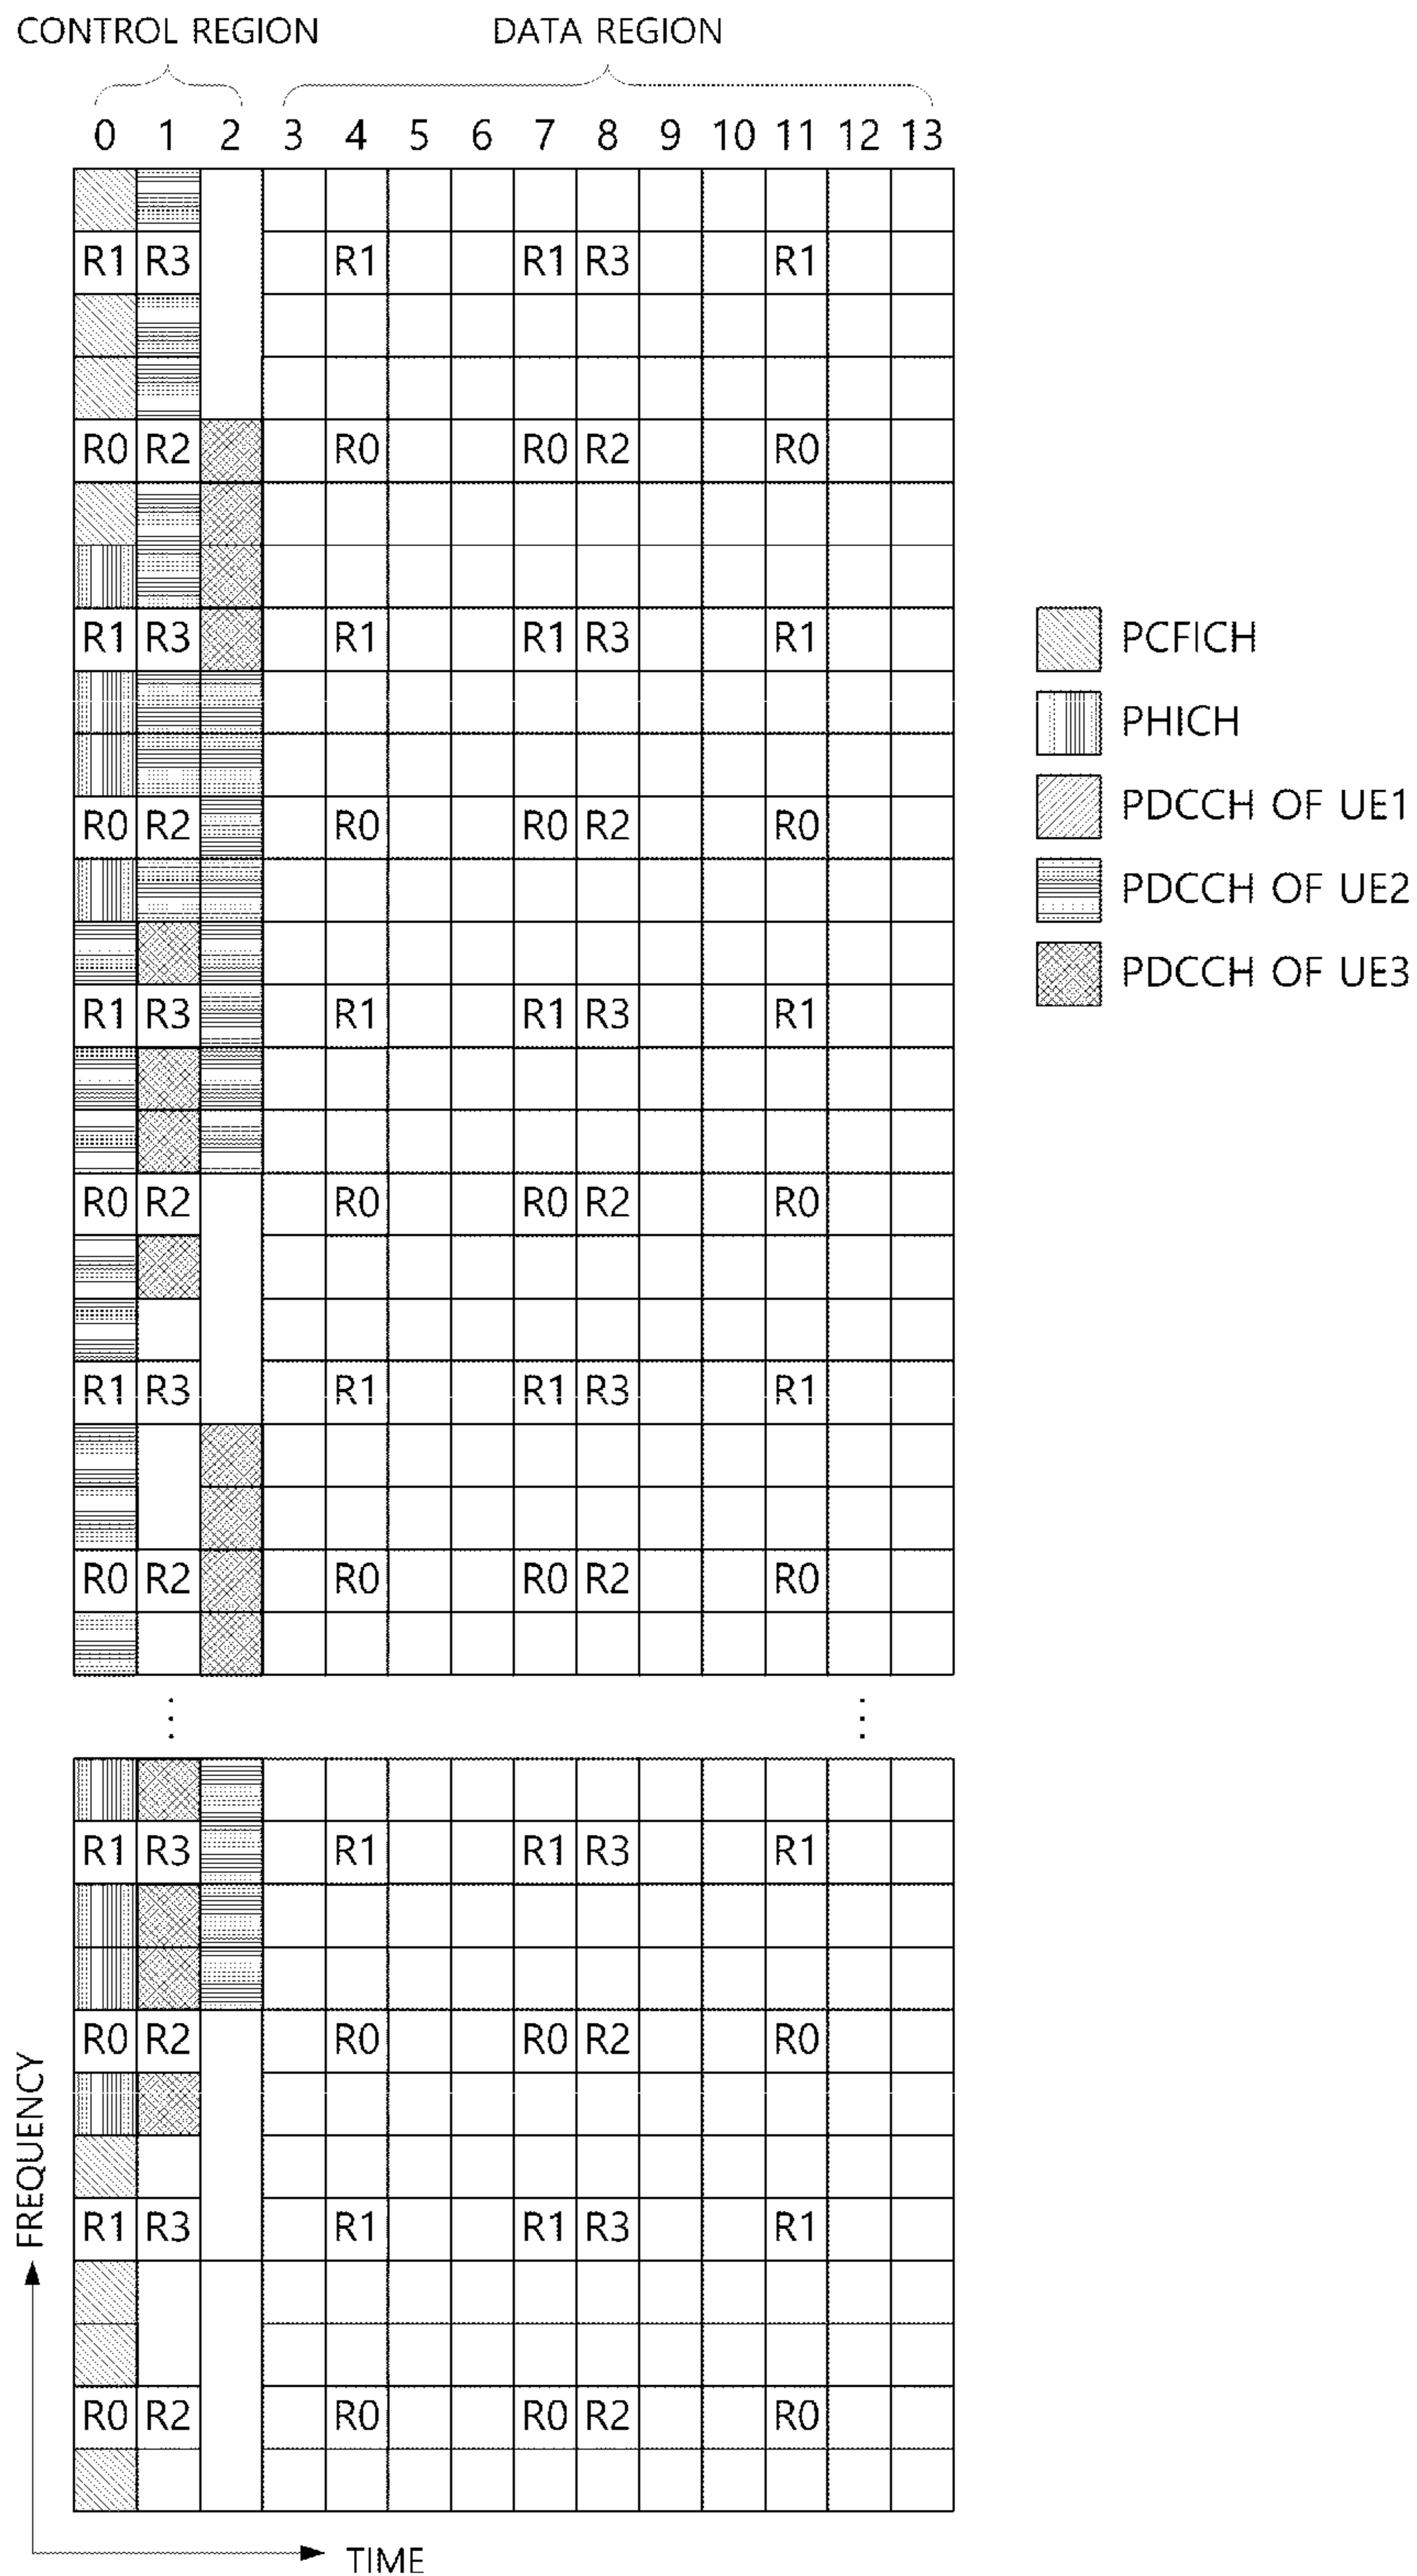 CONTROL REGION DATA REGION
0 1 2 3 4 5 6 7 8 9 10 11 12 13
R1 R3 R1 R1 R3 R1
R0 R2 R0 R0 R2 R0
R1 R3 R1 R1 R3 R1
PCFICH
PHICH
PDCCH OF UE1
R0 R2 R0 R0 R2 R0
PDCCH OF UE2
PDCCH OF UE3
R1 R3 R1 R1 R3 R1
R0 R2 R0 R0 R2 R0
R1 R3 R1 R1 R3 R1
R0 R2 R0 R0 R2 R0
R1 R3 R1 R1 R3 R1
R0 R2 R0 R0 R2 R0
R1 R3 R1 R1 R3 R1
R0 R2 R0 R0 R2 R0
FREQUENCY
TIME